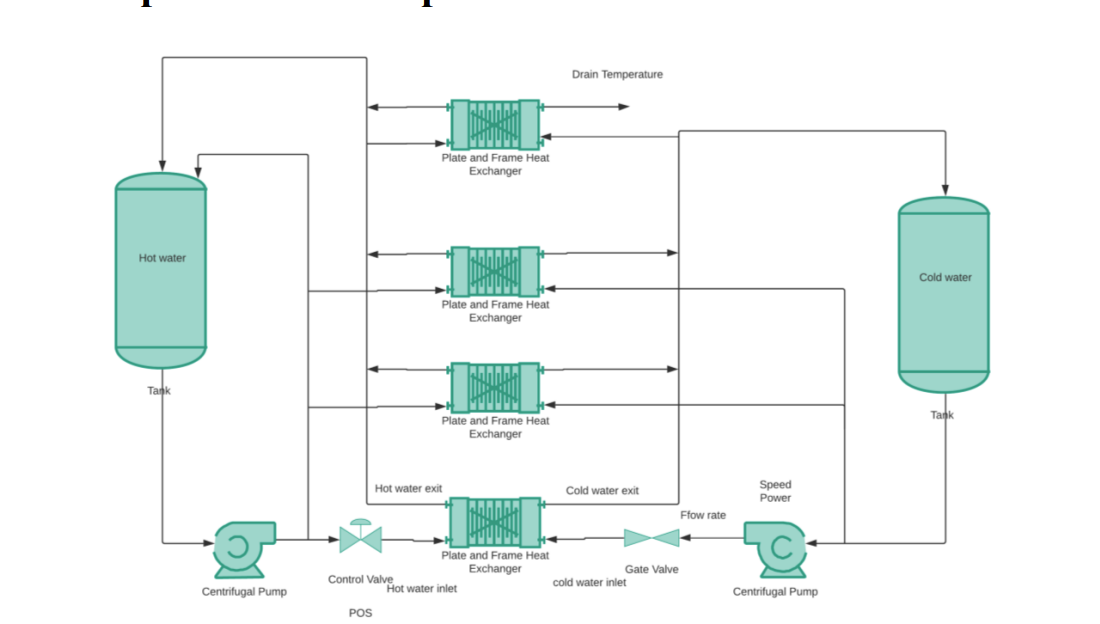 Drain Temperature
Plate and Frame Heat
Exchanger
Hot water
Cold water
Plate and Frame Heat
Exchanger
Tank
Tank
Plate and Frame Heat
Exchanger
Hot water exit
Cold water exit
Speed
Power
Ffow rate
Plate and Frame Heat
Exchanger
Gate Valve
Control Valve
Hot water inlet
cold water inlet
Centrifugal Pump
Centrifugal Pump
POS